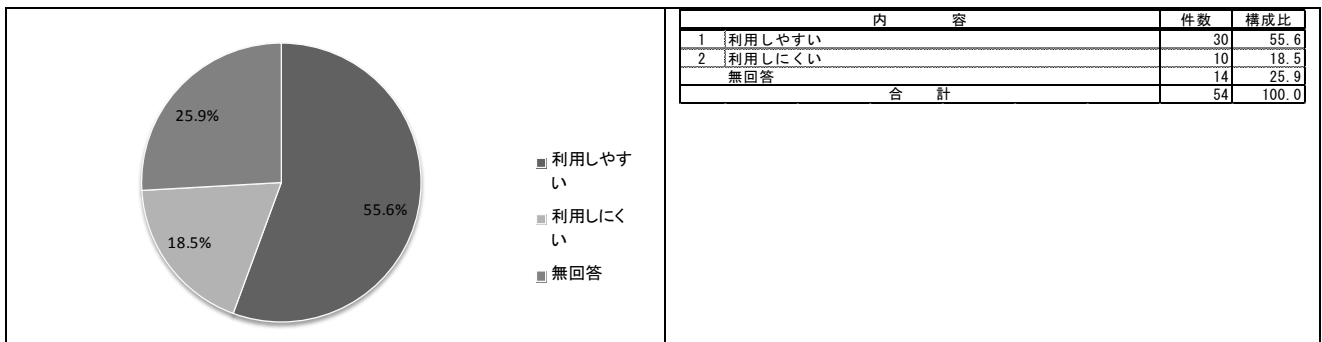 25.9%
55.6%
18.5%
利用しやす
い
利用しにく
い
無回答
内 容 件数 構成比
1 利用しやすい 30 55.6
2 利用しにくい 10 18.5
無回答 14 25.9
合 計 54 100.0